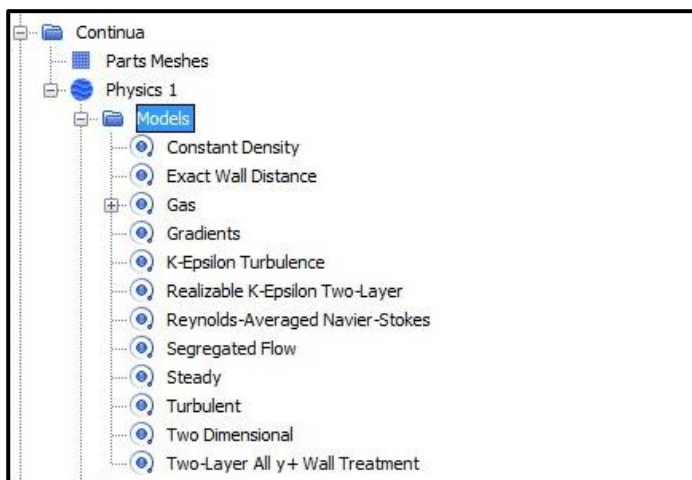 Continua
Parts Meshes
Physics 1
Models
Constant Density
Exact Wall Distance
Gas
Gradients
K-Epsilon Turbulence
Realizable K-Epsilon Two-Layer
Reynolds-Averaged Navier-Stokes
Segregated Flow
Steady
Turbulent
Two Dimensional
Two-Layer All y+ Wall Treatment